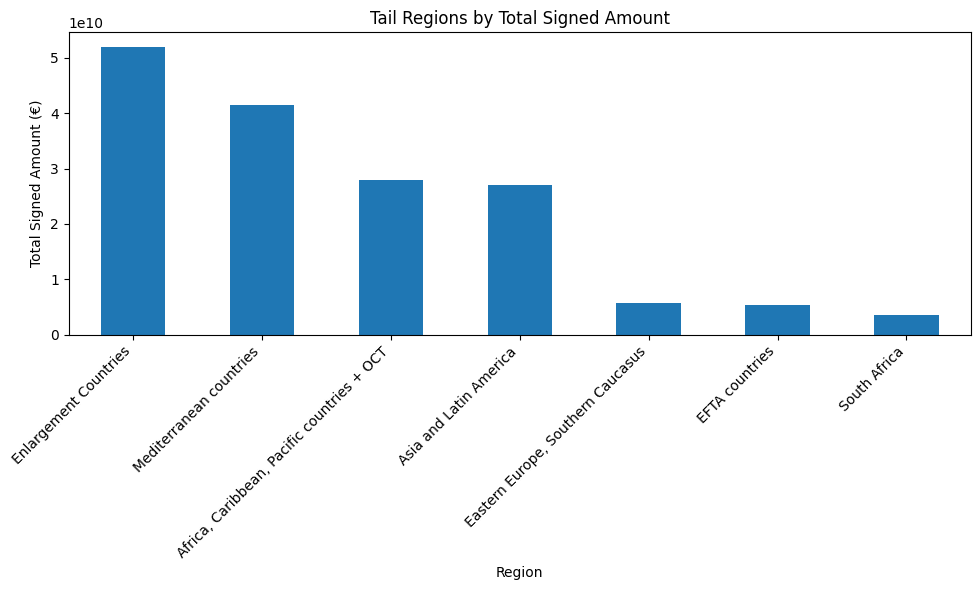 Tail Regions by Total Signed Amount
1e10
Total Signed Amount (€)
5
4
3
2
1
0
Enlargement Countries
Mediterranean countries
Africa, Caribbean, Pacific countries + OCT
Asia and Latin America
Eastern Europe, Southern Caucasus
EFTA countries
South Africa
Region